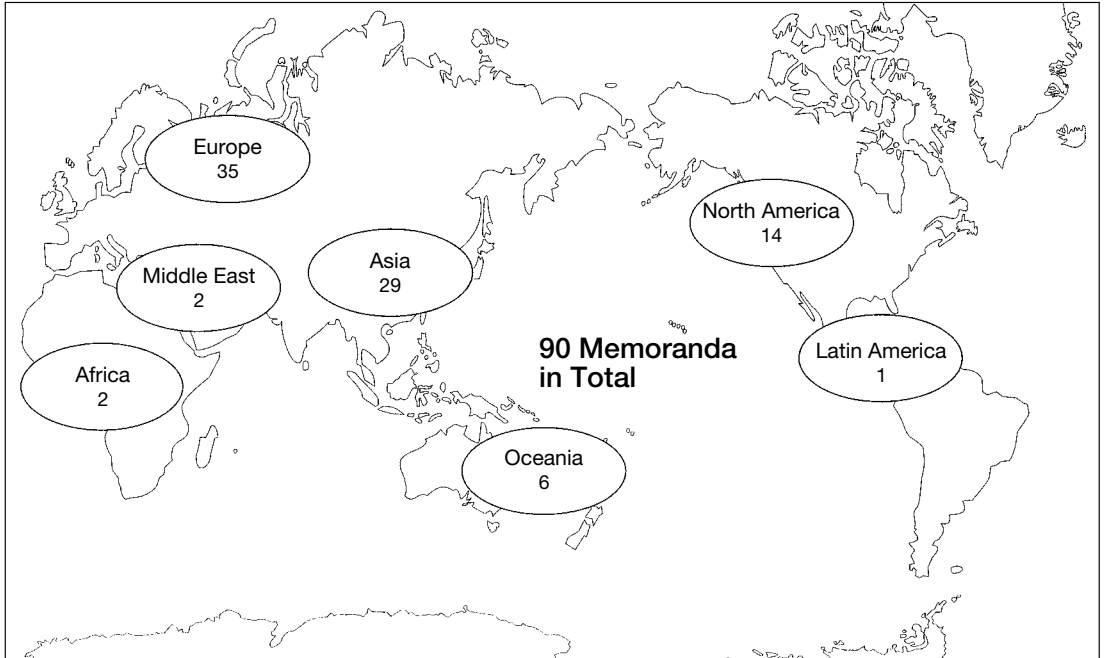 Europe
35
North America
14
Asia
29
Middle East
2
90 Memoranda
in Total
Latin America
1
Africa
2
Oceania
6